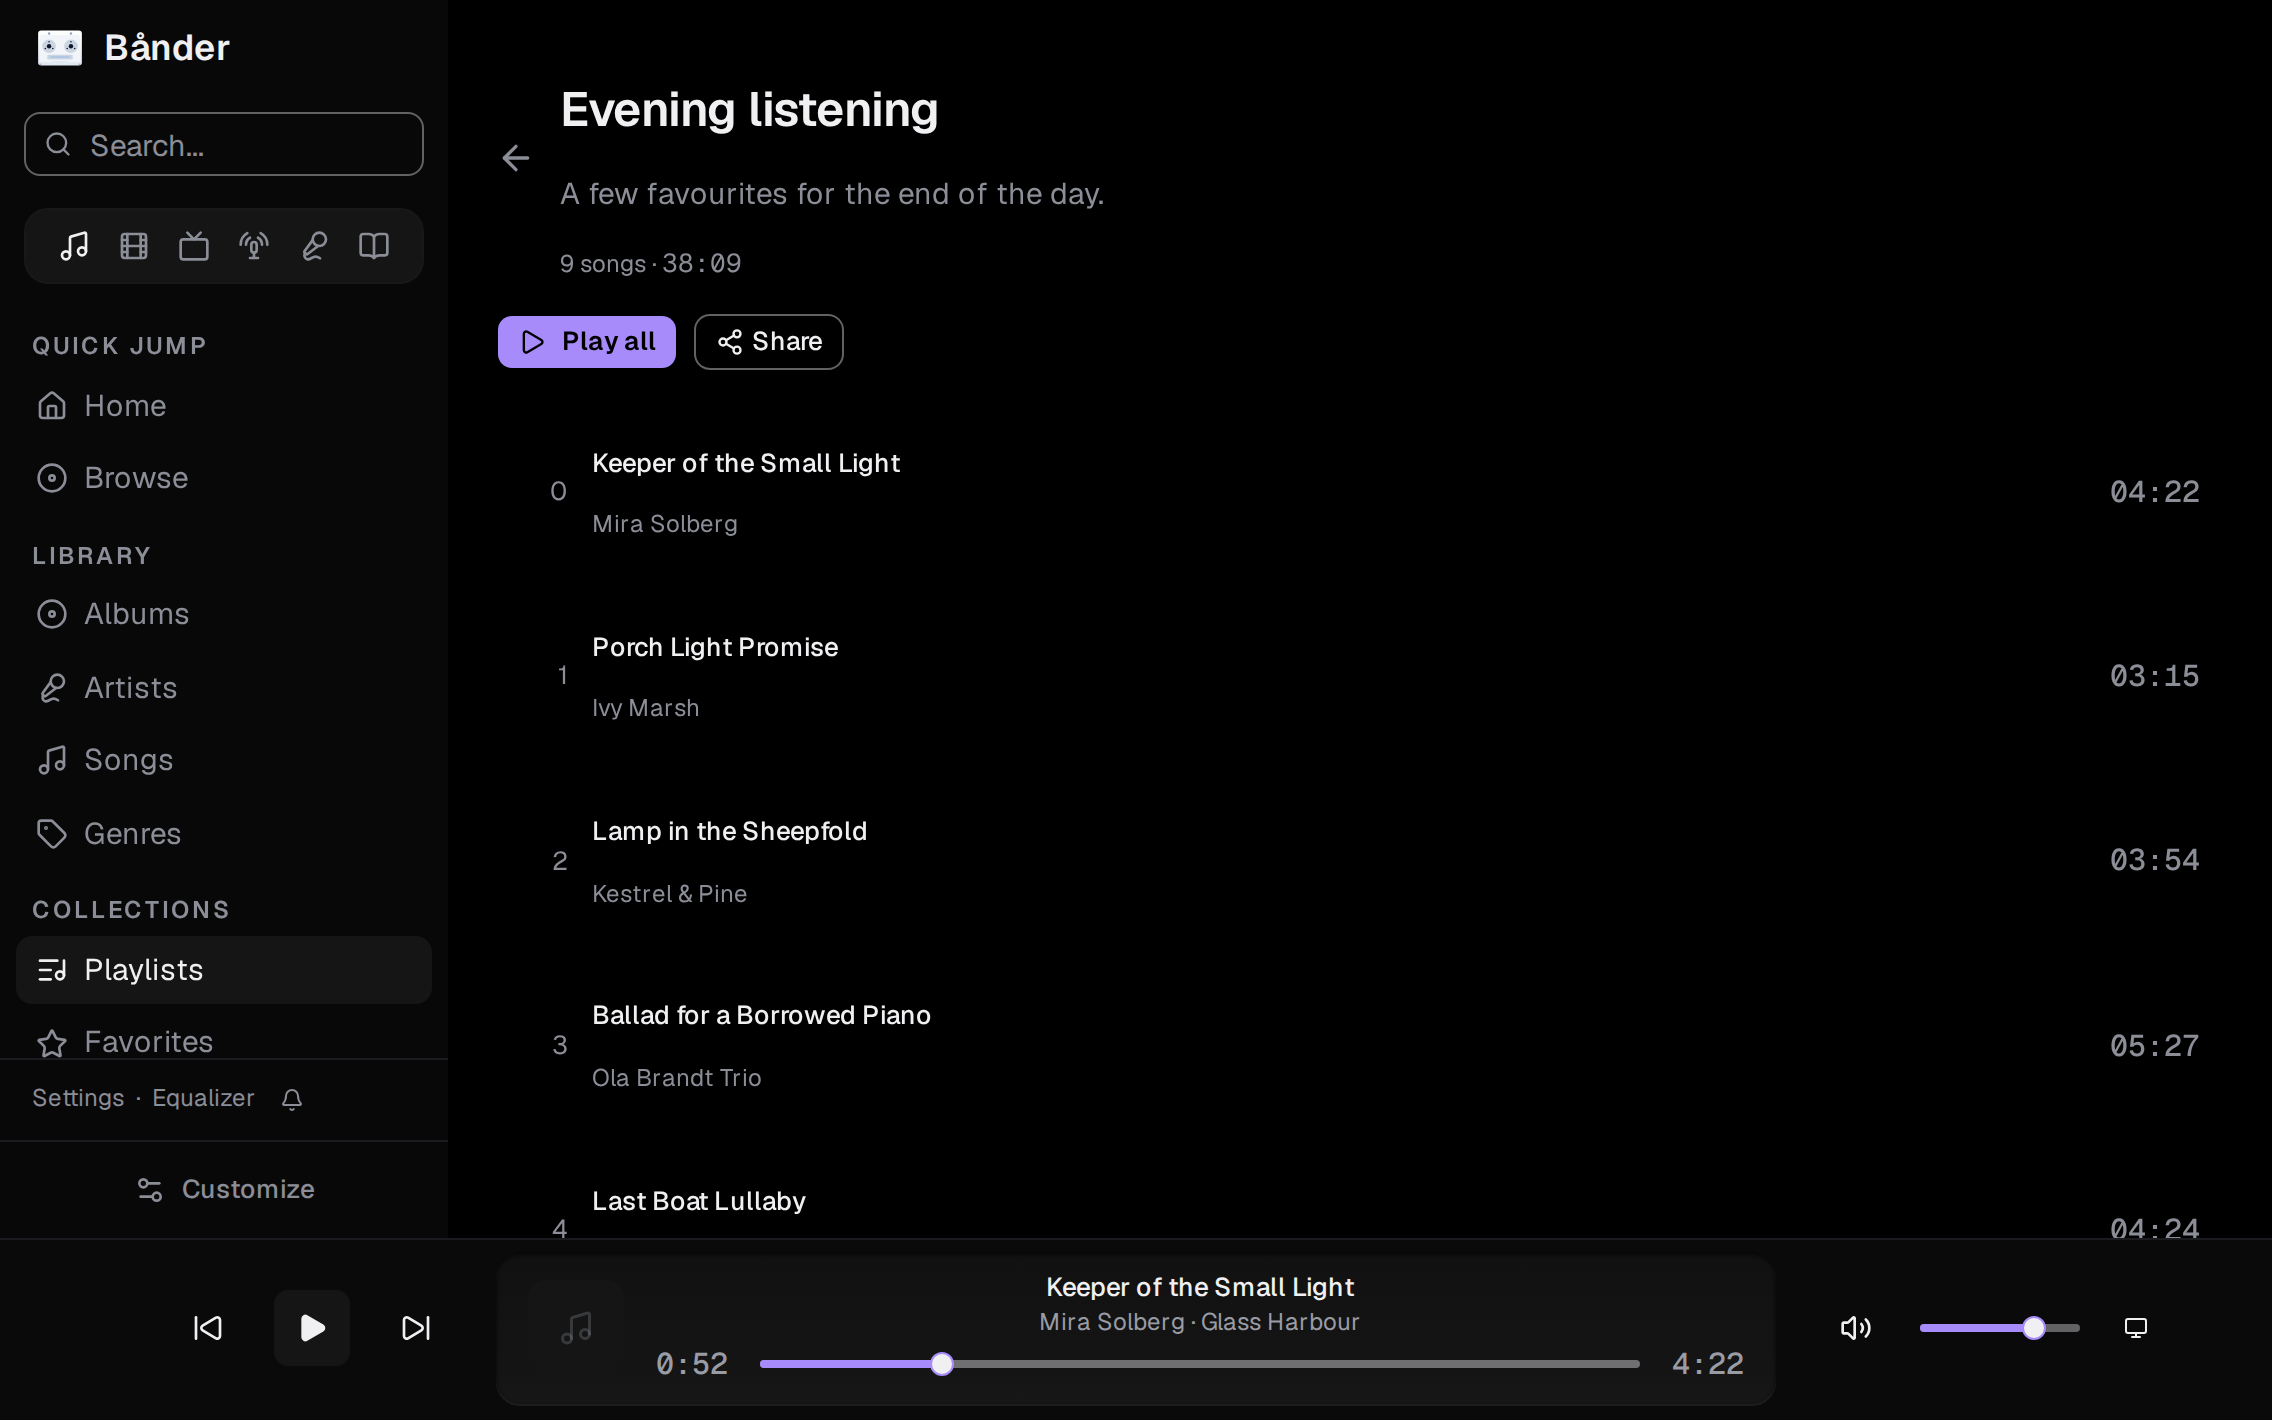 Bånder
Search...
QUICK JUMP
Home
Browse
LIBRARY
Albums
Artists
Songs
Genres
COLLECTIONS
Playlists
Favorites
Settings · Equalizer
Customize
Evening listening
A few favourites for the end of the day.
9 songs · 38:09
Play all
Share
0
Keeper of the Small Light
Mira Solberg
04:22
1
Porch Light Promise
Ivy Marsh
03:15
2
Lamp in the Sheepfold
Kestrel & Pine
03:54
3
Ballad for a Borrowed Piano
Ola Brandt Trio
05:27
4
Last Boat Lullaby
04:24
Keeper of the Small Light
Mira Solberg · Glass Harbour
0:52
4:22